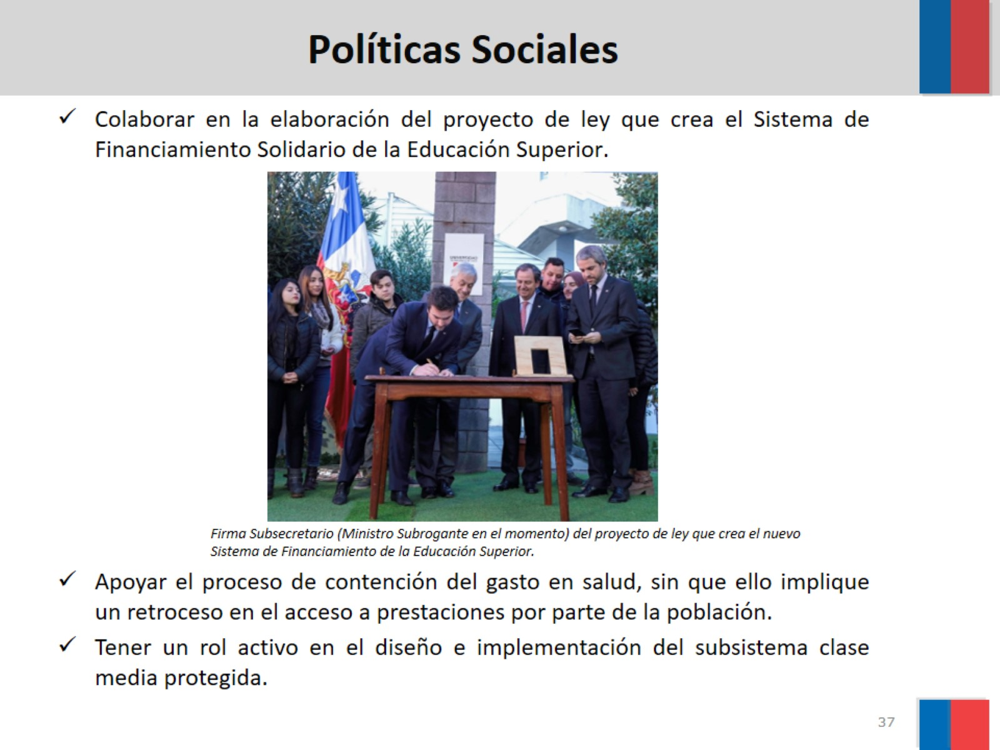 Políticas Sociales
✓ Colaborar en la elaboración del proyecto de ley que crea el Sistema de
Financiamiento Solidario de la Educación Superior.
UNIVERSIDAD
Firma Subsecretario (Ministro Subrogante en el momento) del proyecto de ley que crea el nuevo
Sistema de Financiamiento de la Educación Superior.
✓ Apoyar el proceso de contención del gasto en salud, sin que ello implique
un retroceso en el acceso a prestaciones por parte de la población.
✓ Tener un rol activo en el diseño e implementación del subsistema clase
media protegida.
37